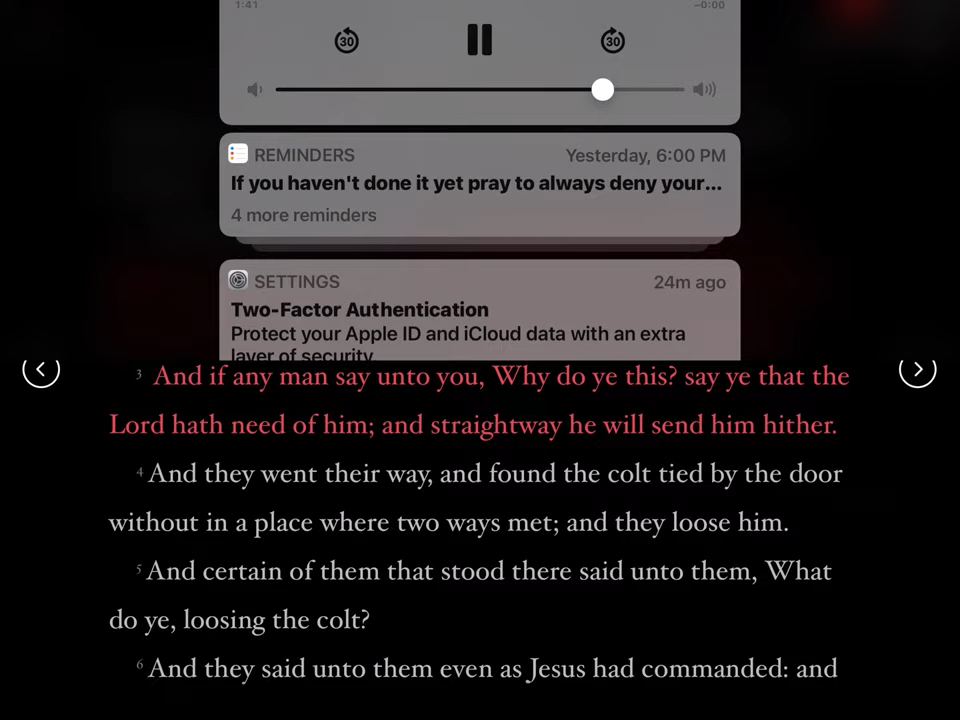 1:41 −0:00
30 30
REMINDERS Yesterday, 6:00 PM
If you haven't done it yet pray to always deny your...
4 more reminders
SETTINGS 24m ago
Two-Factor Authentication
Protect your Apple ID and iCloud data with an extra
layer of security
3 And if any man say unto you, Why do ye this? say ye that the
Lord hath need of him; and straightway he will send him hither.
4 And they went their way, and found the colt tied by the door
without in a place where two ways met; and they loose him.
5 And certain of them that stood there said unto them, What
do ye, loosing the colt?
6 And they said unto them even as Jesus had commanded: and